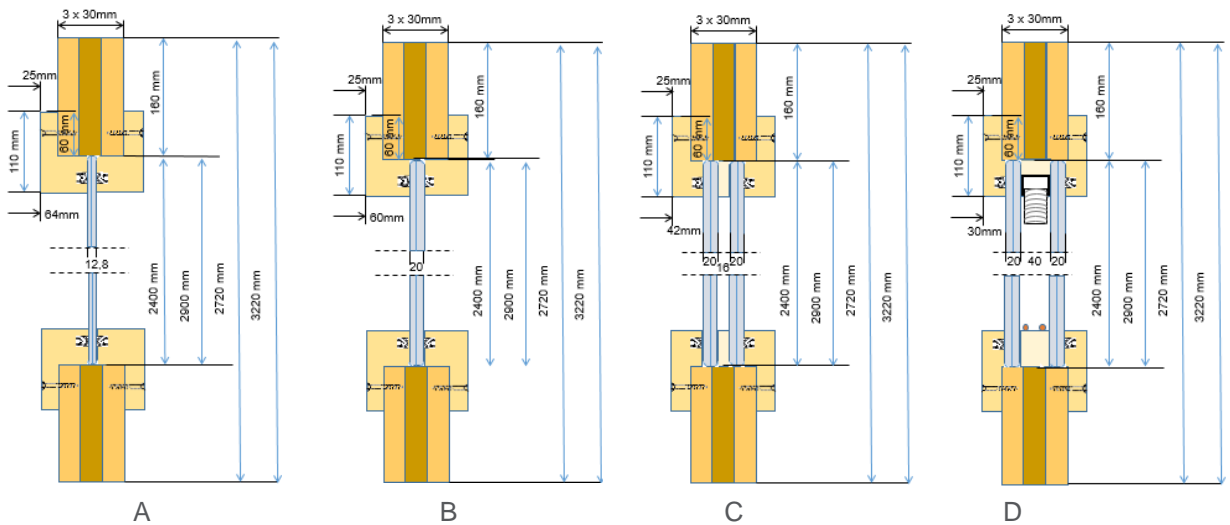 3 x 30mm
25mm
160 mm
60 mm
110 mm
64mm
12,8
2400 mm
2900 mm
2720 mm
3220 mm
A
3 x 30mm
25mm
160 mm
60 mm
110 mm
60mm
20
2400 mm
2900 mm
2720 mm
3220 mm
B
3 x 30mm
25mm
160 mm
60 mm
110 mm
42mm
20 20
16
2400 mm
2900 mm
2720 mm
3220 mm
C
3 x 30mm
25mm
160 mm
60 mm
110 mm
30mm
20 40 20
2400 mm
2900 mm
2720 mm
3220 mm
D